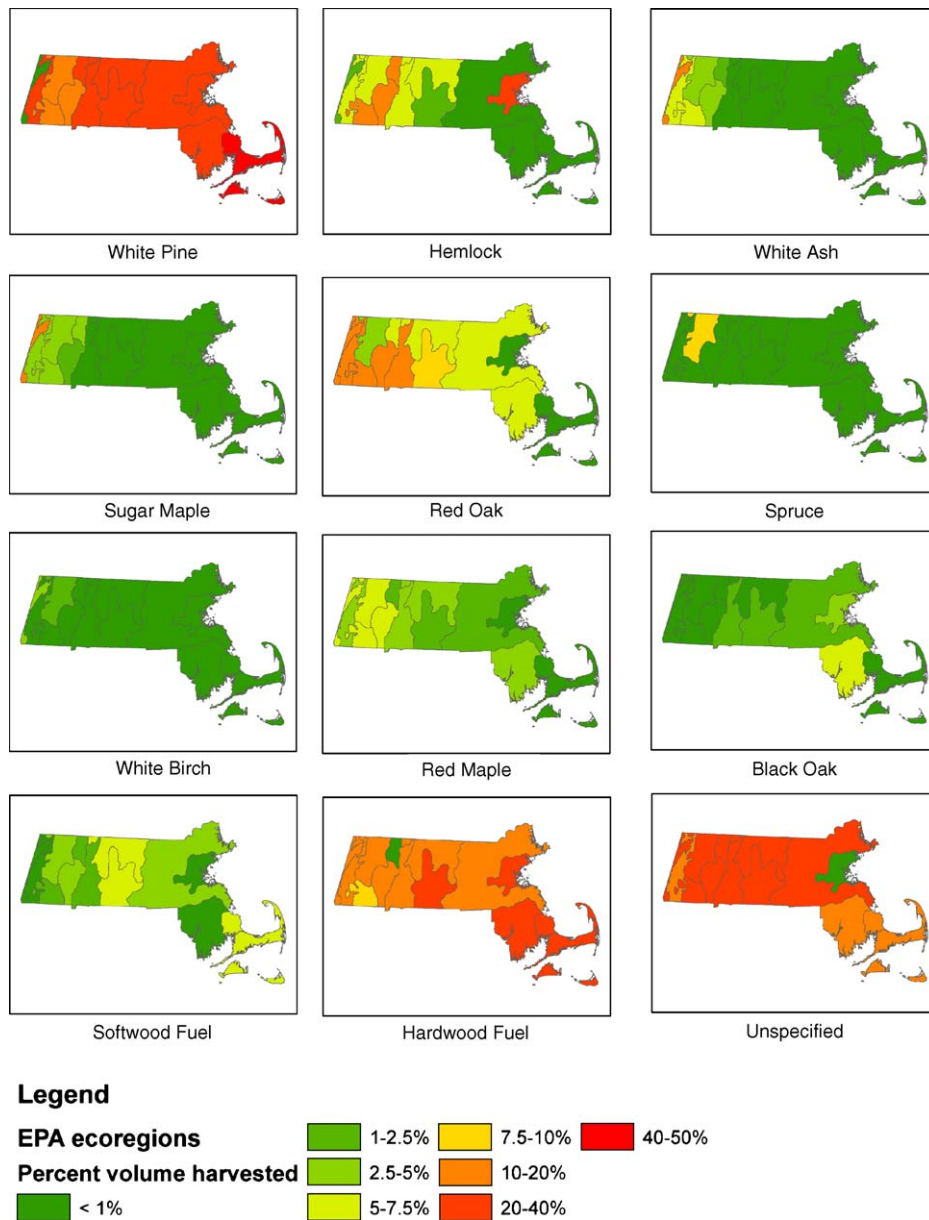 White Pine
Hemlock
White Ash
Sugar Maple
Red Oak
Spruce
White Birch
Red Maple
Black Oak
Softwood Fuel
Hardwood Fuel
Unspecified
Legend
EPA ecoregions
Percent volume harvested
< 1%
1-2.5%
2.5-5%
5-7.5%
7.5-10%
10-20%
20-40%
40-50%